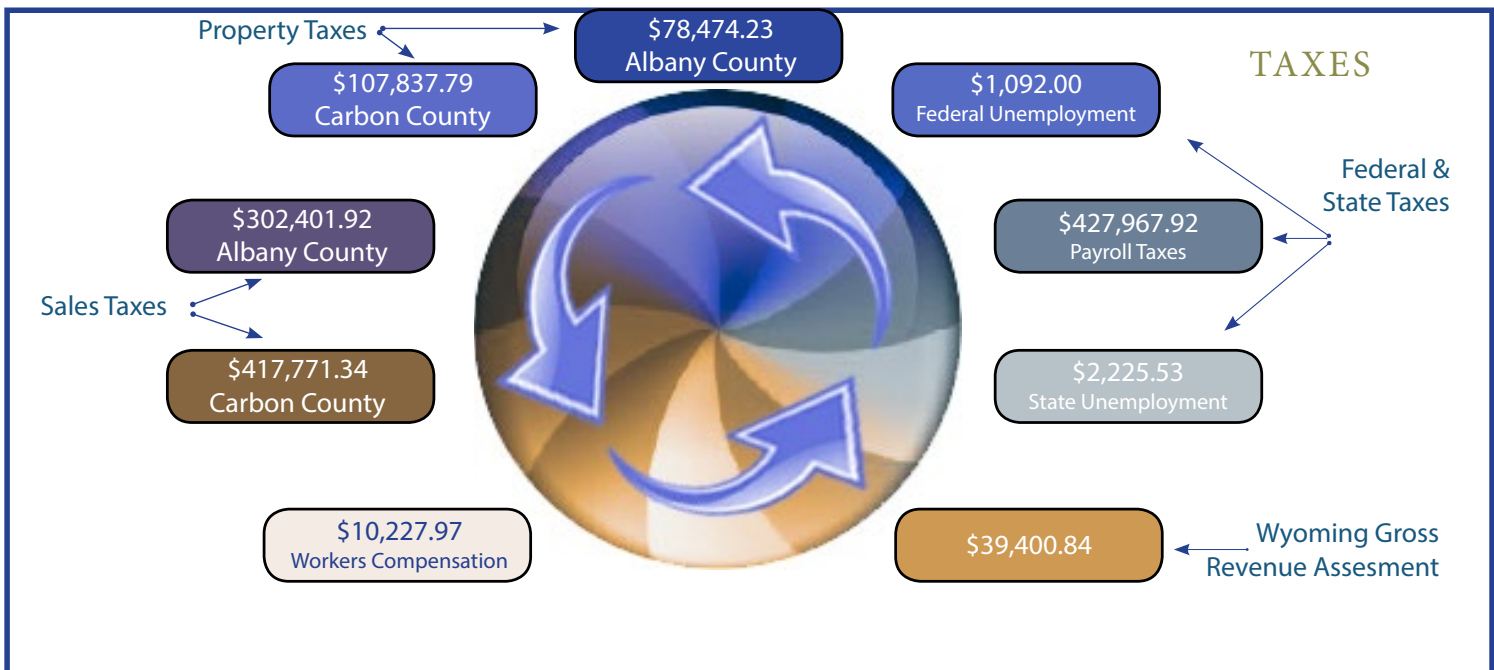 TAXES
Property Taxes
$78,474.23
Albany County
$107,837.79
Carbon County
$1,092.00
Federal Unemployment
Federal &
State Taxes
$302,401.92
Albany County
$427,967.92
Payroll Taxes
Sales Taxes
$417,771.34
Carbon County
$2,225.53
State Unemployment
$10,227.97
Workers Compensation
$39,400.84
Wyoming Gross
Revenue Assesment